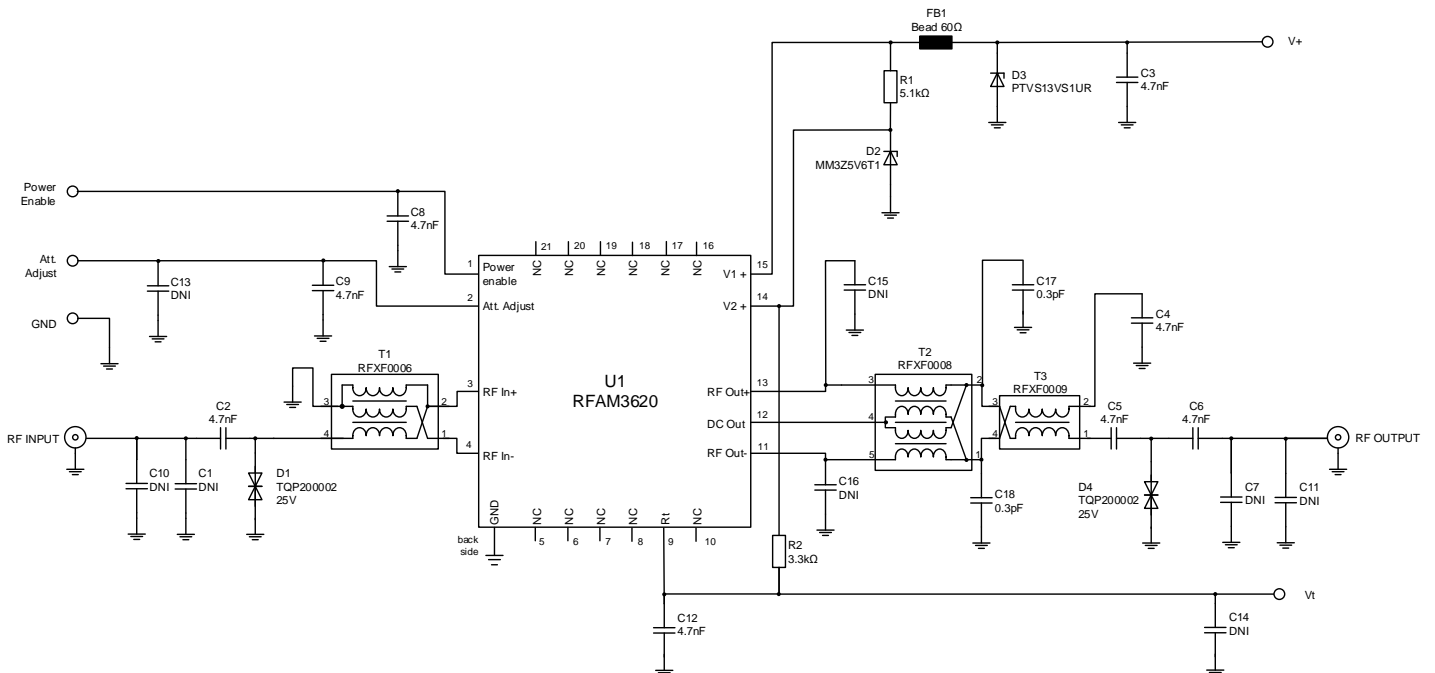 FB1
Bead 60Ω
V+
R1
5.1kΩ
D3
PTVS13VS1UR
C3
4.7nF
D2
MM3Z5V6T1
Power
Enable
C8
4.7nF
Att.
Adjust
C13
DNI
C9
4.7nF
GND
21
20
19
18
17
16
NC
NC
NC
NC
NC
NC
1
Power
enable
2
Att. Adjust
15
V1 +
14
V2 +
C15
DNI
C17
0.3pF
C4
4.7nF
T1
RFXF0006
3
2
4
1
3
RF In+
4
RF In-
U1
RFAM3620
RF Out+
13
DC Out
12
RF Out-
11
T2
RFXF0008
3
2
4
5
1
T3
RFXF0009
3
2
4
1
RF INPUT
C2
4.7nF
C10
DNI
C1
DNI
D1
TQP200002
25V
C16
DNI
C18
0.3pF
C5
4.7nF
C6
4.7nF
D4
TQP200002
25V
C7
DNI
C11
DNI
RF OUTPUT
GND
back
side
NC
NC
NC
NC
Rt
NC
5
6
7
8
9
10
R2
3.3kΩ
Vt
C12
4.7nF
C14
DNI